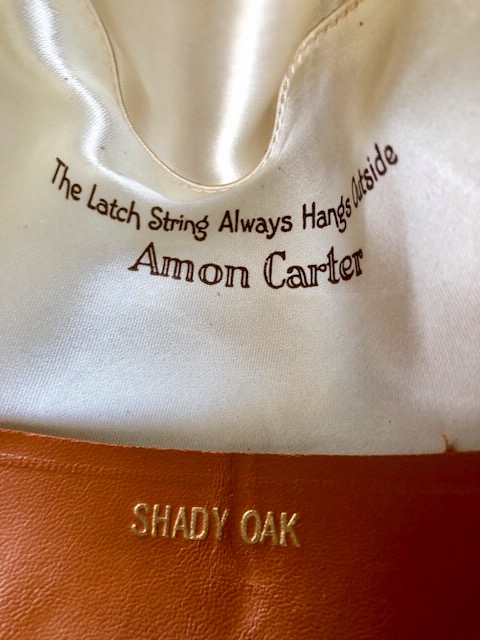 The Latch String Always Hangs Outside
Amon Carter
SHADY OAK